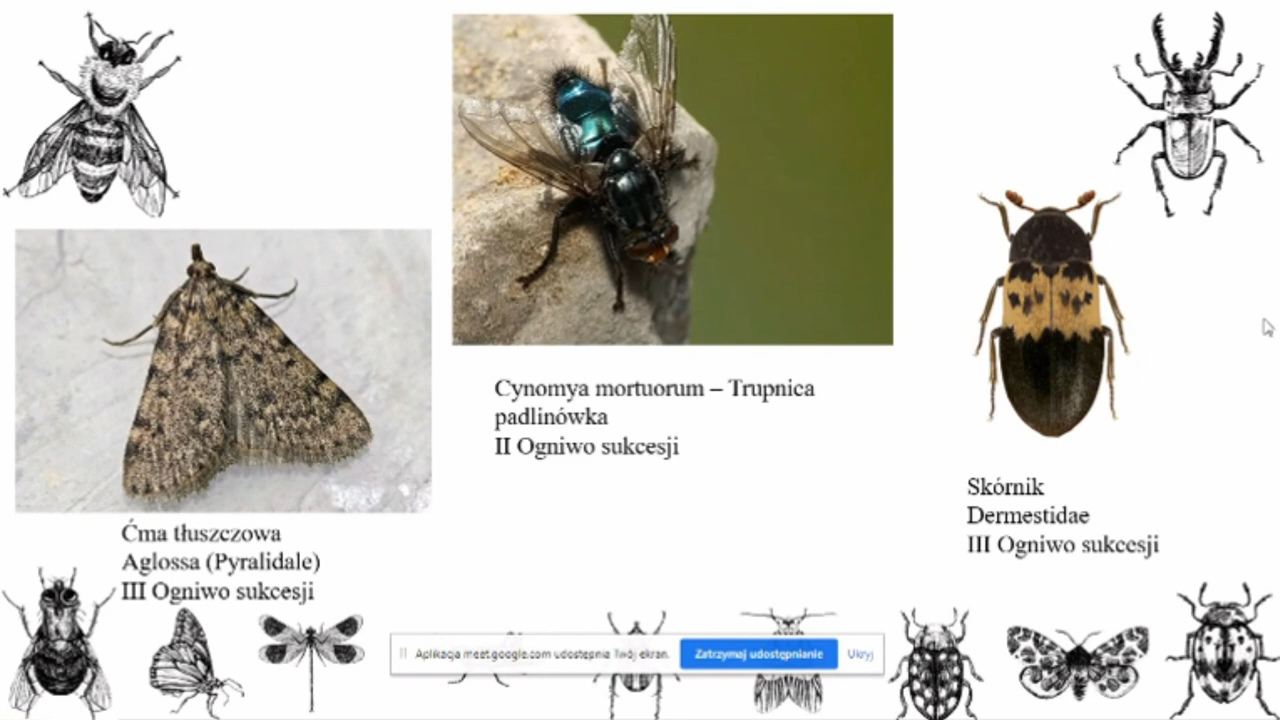 Cynomya mortuorum – Trupnica
padlinówka
II Ogniwo sukcesji
Skórnik
Dermestidae
III Ogniwo sukcesji
Ćma tłuszczowa
Aglossa (Pyralidale)
III Ogniwo sukcesji
Aplikacja meet.google.com udostępnia Twój ekran.
Zatrzymaj udostępnianie
Ukryj